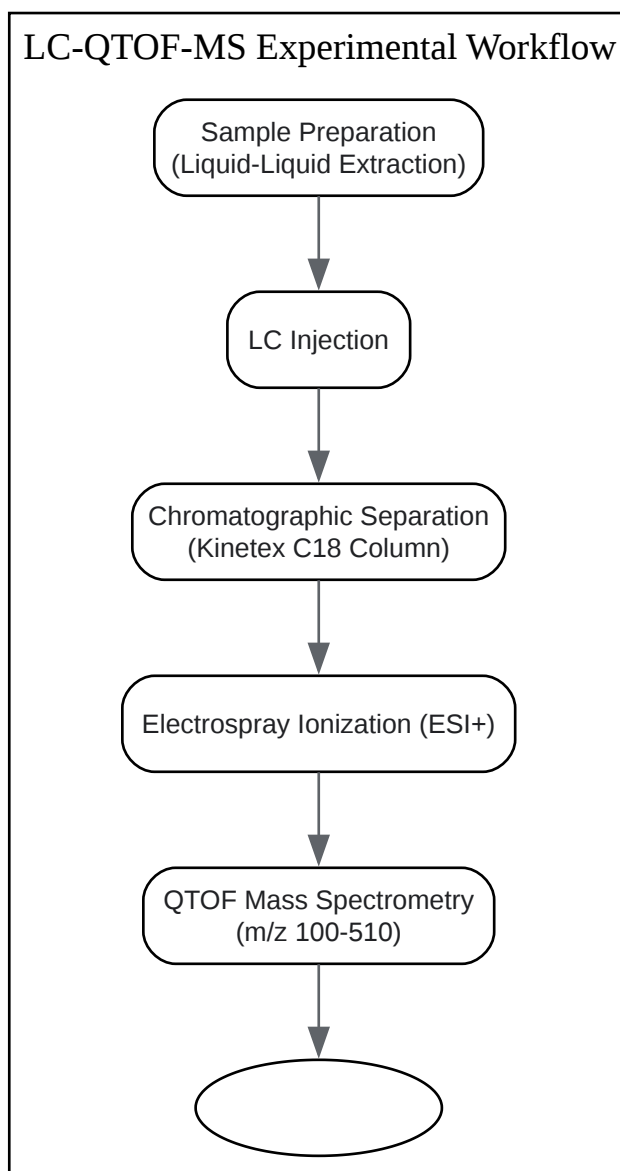 LC-QTOF-MS Experimental Workflow
Sample Preparation
(Liquid-Liquid Extraction)
LC Injection
Chromatographic Separation
(Kinetex C18 Column)
Electrospray Ionization (ESI+)
QTOF Mass Spectrometry
(m/z 100-510)